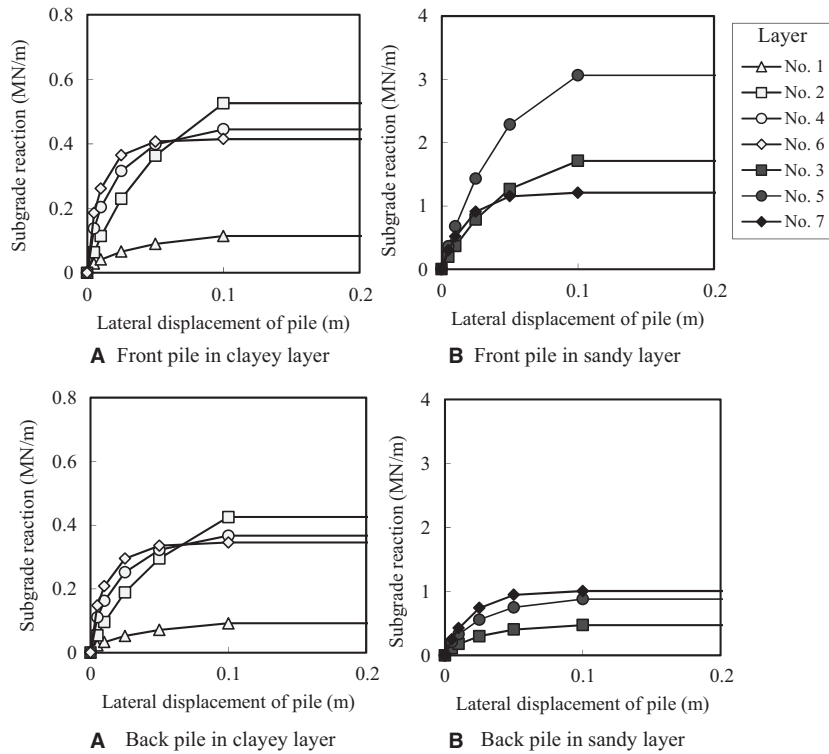 Subgrade reaction (MN/m)
0.8
0.6
0.4
0.2
0
0
0.1
0.2
Lateral displacement of pile (m)
A Front pile in clayey layer
Subgrade reaction (MN/m)
4
3
2
1
0
0
0.1
0.2
Lateral displacement of pile (m)
B Front pile in sandy layer
Layer
No. 1
No. 2
No. 4
No. 6
No. 3
No. 5
No. 7
Subgrade reaction (MN/m)
0.8
0.6
0.4
0.2
0
0
0.1
0.2
Lateral displacement of pile (m)
A Back pile in clayey layer
Subgrade reaction (MN/m)
4
3
2
1
0
0
0.1
0.2
Lateral displacement of pile (m)
B Back pile in sandy layer